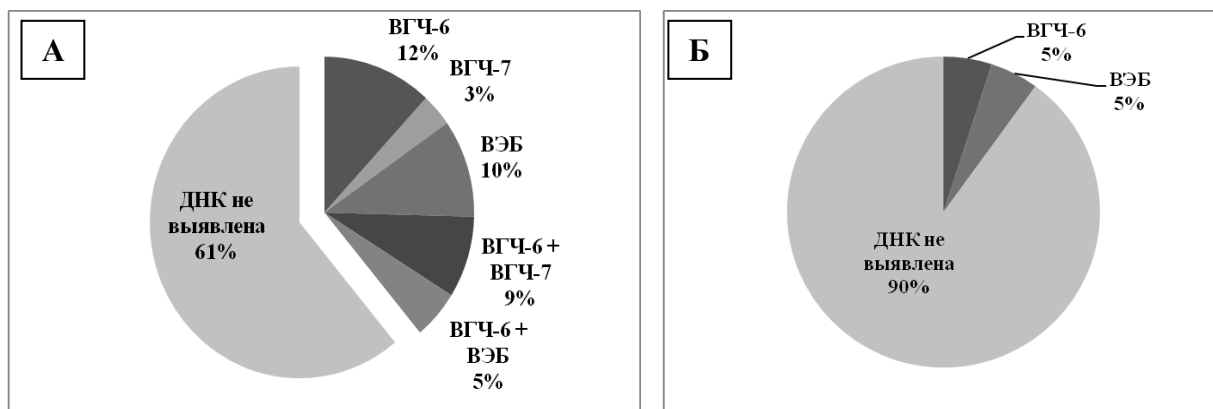 А
ВГЧ-6
12%
ВГЧ-7
3%
ВЭБ
10%
ВГЧ-6 +
ВГЧ-7
9%
ВГЧ-6 +
ВЭБ
5%
ДНК не
выявлена
61%
Б
ВГЧ-6
5%
ВЭБ
5%
ДНК не
выявлена
90%